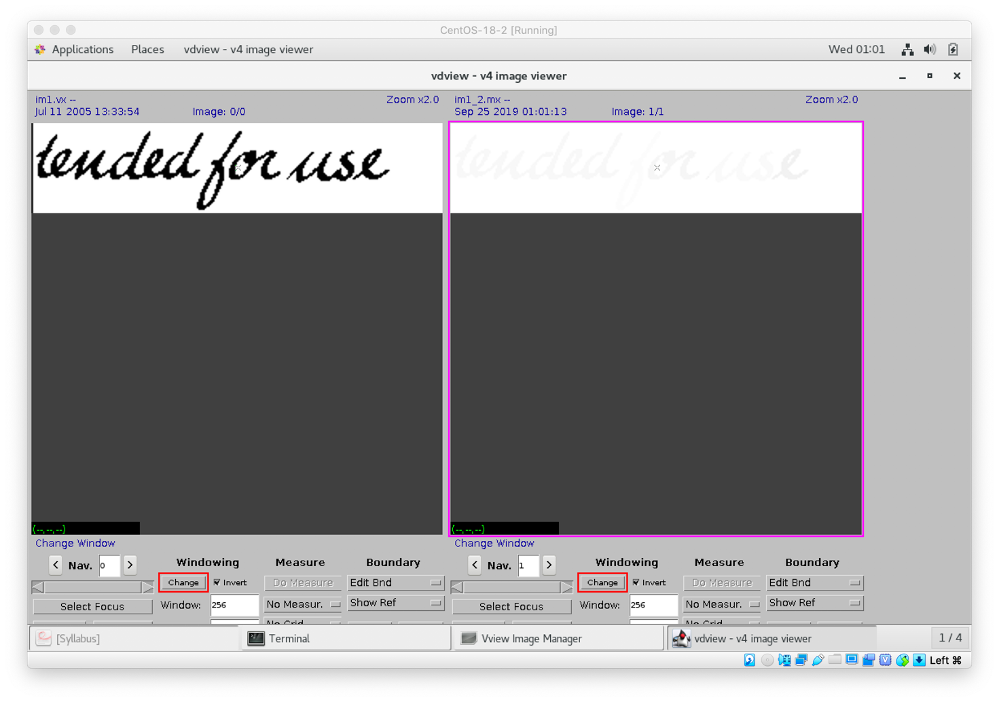 CentOS-18-2 [Running]
Applications Places vdview - v4 image viewer Wed 01:01
vdview - v4 image viewer
im1.vx -- Zoom x2.0
Jul 11 2005 13:33:54 Image: 0/0
tended for use
(--,--,--)
Change Window
< Nav. 0 > Windowing Measure Boundary
Change Invert Do Measure Edit Bnd
Select Focus Window: 256 No Measur. Show Ref
No Grid
im1_2.mx -- Zoom x2.0
Sep 25 2019 01:01:13 Image: 1/1
tended for use
(--,--,--)
Change Window
< Nav. 1 > Windowing Measure Boundary
Change Invert Do Measure Edit Bnd
Select Focus Window: 256 No Measur. Show Ref
No Grid
[Syllabus] Terminal Vview Image Manager vdview - v4 image viewer 1 / 4
Left ⌘